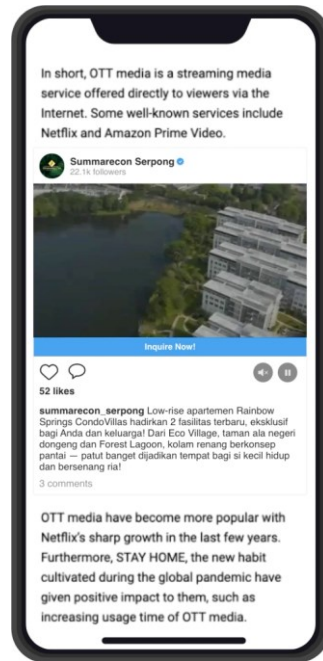 In short, OTT media is a streaming media
service offered directly to viewers via the
Internet. Some well-known services include
Netflix and Amazon Prime Video.
Summarecon Serpong
22.1k followers
Inquire Now!
52 likes
summarecon_serpong Low-rise apartemen Rainbow
Springs CondoVillas hadirkan 2 fasilitas terbaru, eksklusif
bagi Anda dan keluarga! Dari Eco Village, taman ala negeri
dongeng dan Forest Lagoon, kolam renang berkonsep
pantai — patut banget dijadikan tempat bagi si kecil hidup
dan bersenang ria!
3 comments
OTT media have become more popular with
Netflix's sharp growth in the last few years.
Furthermore, STAY HOME, the new habit
cultivated during the global pandemic have
given positive impact to them, such as
increasing usage time of OTT media.